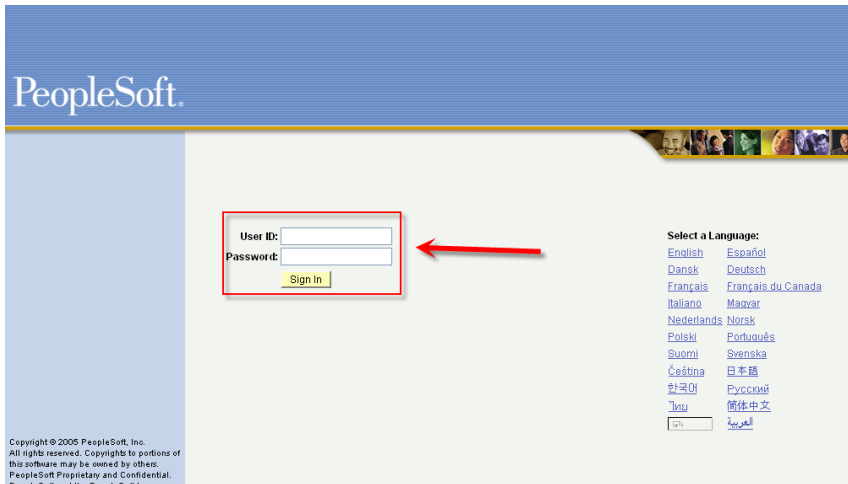 PeopleSoft.
User ID:
Password:
Sign In
Select a Language:
English Español
Dansk Deutsch
Français Français du Canada
Italiano Magyar
Nederlands Norsk
Polski Português
Suomi Svenska
Čeština 日本語
한국어 Русский
ไทย 简体中文
العربية
Copyright © 2005 PeopleSoft, Inc.
All rights reserved. Copyrights to portions of
this software may be owned by others.
PeopleSoft Proprietary and Confidential.